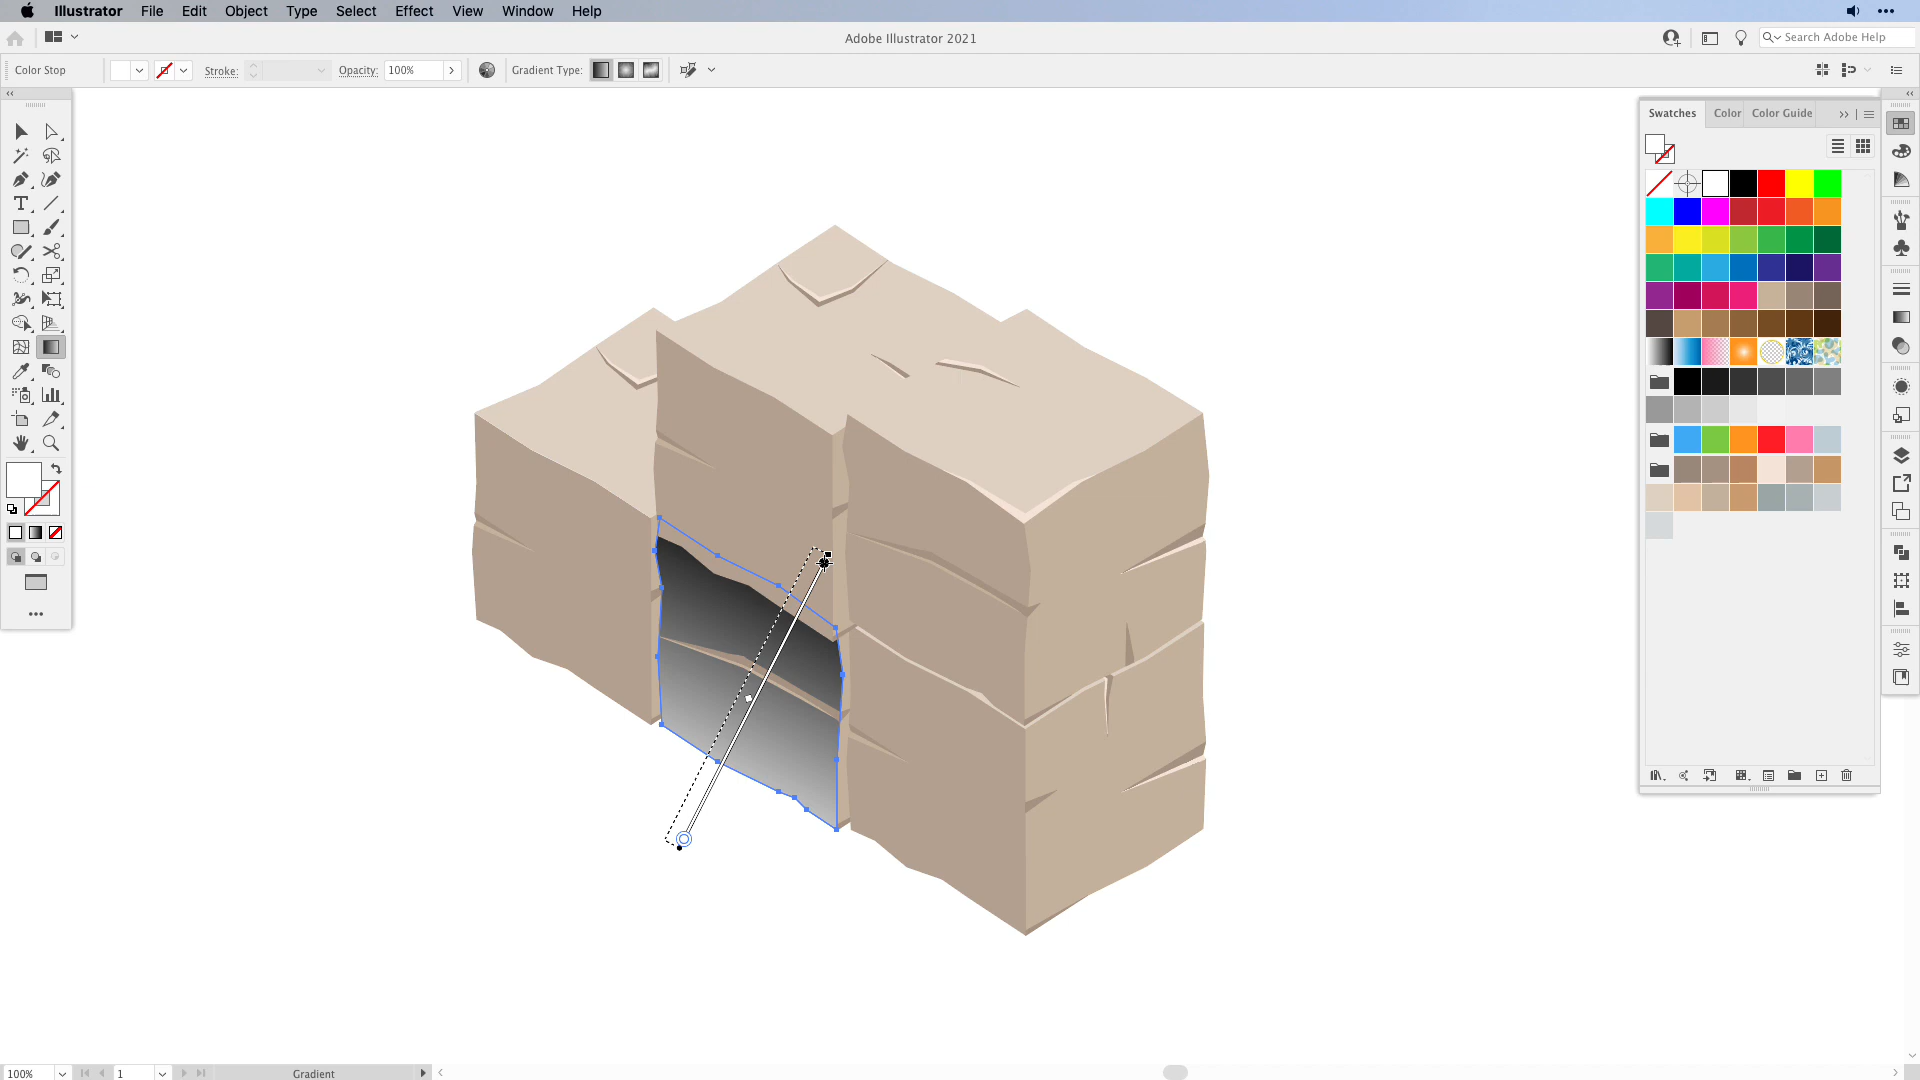 Illustrator File Edit Object Type Select Effect View Window Help
Adobe Illustrator 2021
Search Adobe Help
Color Stop
Stroke:
Opacity: 100%
Gradient Type:
Swatches Color Color Guide
100%
1
Gradient